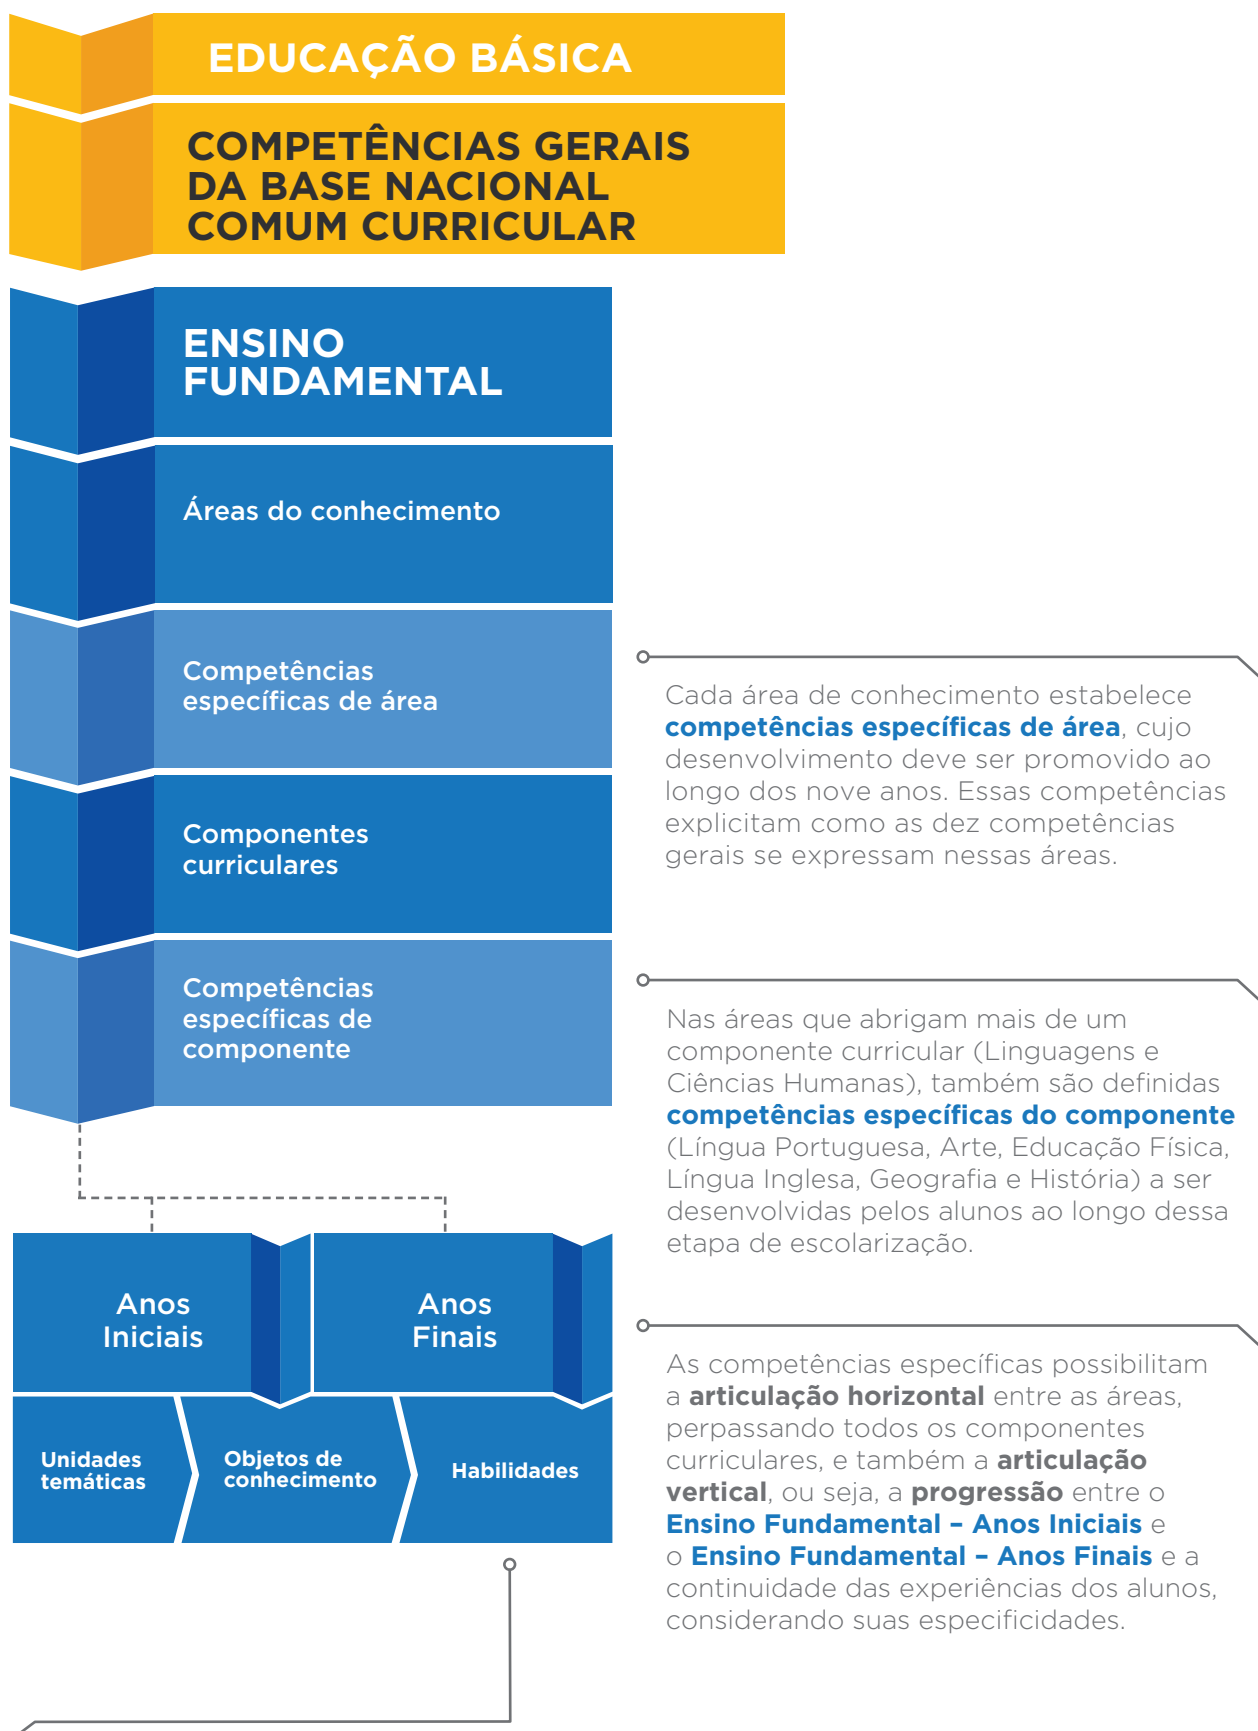 EDUCAÇÃO BÁSICA
COMPETÊNCIAS GERAIS
DA BASE NACIONAL
COMUM CURRICULAR
ENSINO
FUNDAMENTAL
Áreas do conhecimento
Competências
específicas de área
Cada área de conhecimento estabelece
competências específicas de área, cujo
desenvolvimento deve ser promovido ao
longo dos nove anos. Essas competências
explicitam como as dez competências
gerais se expressam nessas áreas.
Componentes
curriculares
Competências
específicas de
componente
Nas áreas que abrigam mais de um
componente curricular (Linguagens e
Ciências Humanas), também são definidas
competências específicas do componente
(Língua Portuguesa, Arte, Educação Física,
Língua Inglesa, Geografia e História) a ser
desenvolvidas pelos alunos ao longo dessa
etapa de escolarização.
Anos
Iniciais
Anos
Finais
Unidades
temáticas
Objetos de
conhecimento
Habilidades
As competências específicas possibilitam
a articulação horizontal entre as áreas,
perpassando todos os componentes
curriculares, e também a articulação
vertical, ou seja, a progressão entre o
Ensino Fundamental – Anos Iniciais e
o Ensino Fundamental – Anos Finais e a
continuidade das experiências dos alunos,
considerando suas especificidades.